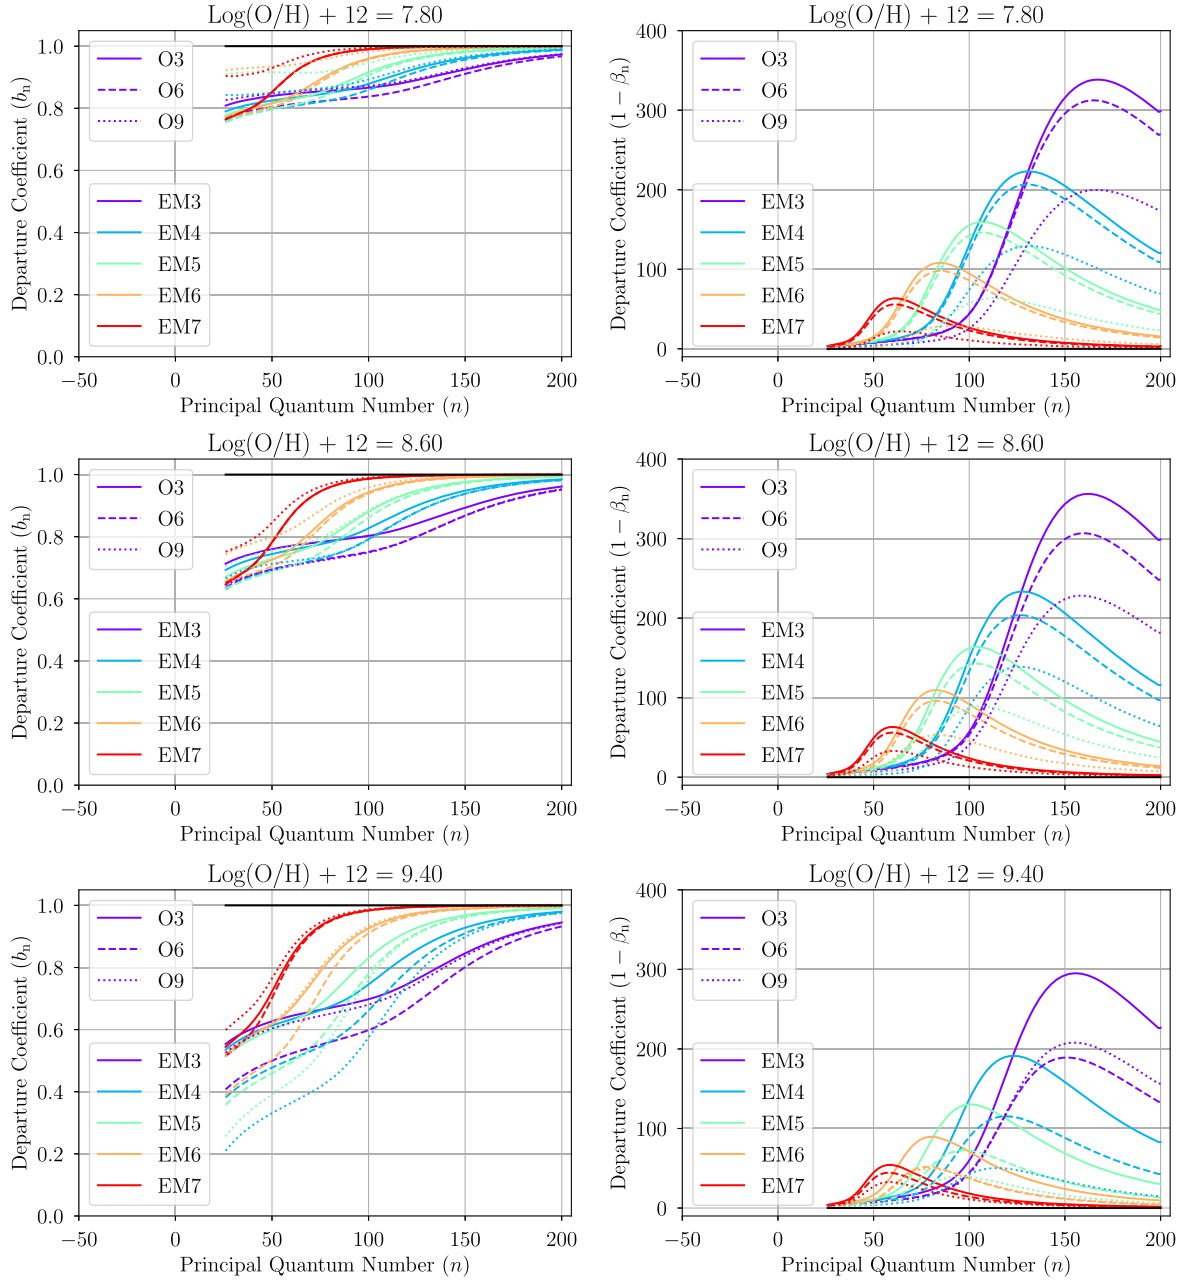 Log(O/H) + 12 = 7.80
Departure Coefficient (bₙ)
1.0
0.8
0.6
0.4
0.2
0.0
O3
O6
O9
EM3
EM4
EM5
EM6
EM7
−50
0
50
100
150
200
Principal Quantum Number (n)
Log(O/H) + 12 = 7.80
Departure Coefficient (1 − βₙ)
400
300
200
100
0
O3
O6
O9
EM3
EM4
EM5
EM6
EM7
−50
0
50
100
150
200
Principal Quantum Number (n)
Log(O/H) + 12 = 8.60
Departure Coefficient (bₙ)
1.0
0.8
0.6
0.4
0.2
0.0
O3
O6
O9
EM3
EM4
EM5
EM6
EM7
−50
0
50
100
150
200
Principal Quantum Number (n)
Log(O/H) + 12 = 8.60
Departure Coefficient (1 − βₙ)
400
300
200
100
0
O3
O6
O9
EM3
EM4
EM5
EM6
EM7
−50
0
50
100
150
200
Principal Quantum Number (n)
Log(O/H) + 12 = 9.40
Departure Coefficient (bₙ)
1.0
0.8
0.6
0.4
0.2
0.0
O3
O6
O9
EM3
EM4
EM5
EM6
EM7
−50
0
50
100
150
200
Principal Quantum Number (n)
Log(O/H) + 12 = 9.40
Departure Coefficient (1 − βₙ)
400
300
200
100
0
O3
O6
O9
EM3
EM4
EM5
EM6
EM7
−50
0
50
100
150
200
Principal Quantum Number (n)